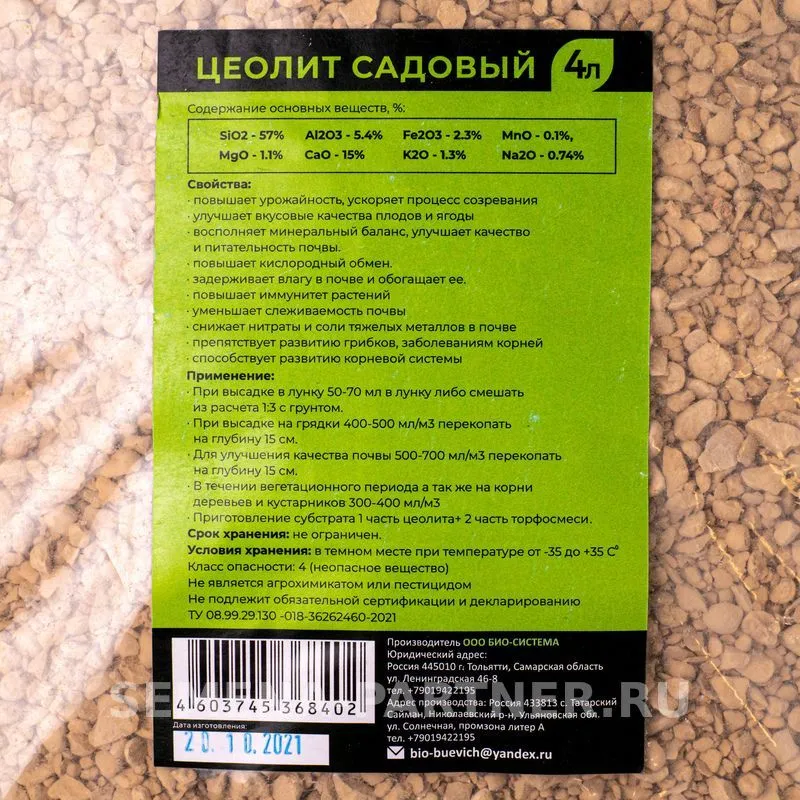 ЦЕОЛИТ САДОВЫЙ 4л
Содержание основных веществ, %:
SiO2 - 57% Al2O3 - 5.4% Fe2O3 - 2.3% MnO - 0.1%,
MgO - 1.1% CaO - 15% K2O - 1.3% Na2O - 0.74%
Свойства:
· повышает урожайность, ускоряет процесс созревания
· улучшает вкусовые качества плодов и ягоды
· восполняет минеральный баланс, улучшает качество
и питательность почвы.
· повышает кислородный обмен.
· задерживает влагу в почве и обогащает ее.
· повышает иммунитет растений
· уменьшает слеживаемость почвы
· снижает нитраты и соли тяжелых металлов в почве
· препятствует развитию грибков, заболеваниям корней
· способствует развитию корневой системы
Применение:
· При высадке в лунку 50-70 мл в лунку либо смешать
из расчета 1:3 с грунтом.
· При высадке на грядки 400-500 мл/м3 перекопать
на глубину 15 см.
· Для улучшения качества почвы 500-700 мл/м3 перекопать
на глубину 15 см.
· В течении вегетационного периода а так же на корни
деревьев и кустарников 300-400 мл/м3
· Приготовление субстрата 1 часть цеолита+ 2 часть торфосмеси.
Срок хранения: не ограничен.
Условия хранения: в темном месте при температуре от -35 до +35 С°
Класс опасности: 4 (неопасное вещество)
Не является агрохимикатом или пестицидом
Не подлежит обязательной сертификации и декларированию
ТУ 08.99.29.130 -018-36262460-2021
Производитель ООО БИО-СИСТЕМА
Юридический адрес:
Россия 445010 г. Тольятти, Самарская область
ул. Ленинградская 46-8
тел. +79019422195
Адрес производства: Россия 433813 с. Татарский
Сайман,Николаевский р-н, Ульяновская обл.
ул. Солнечная, промзона литер А
тел. +79019422195
bio-buevich@yandex.ru
4 603745 368402
Дата изготовления:
20.10.2021